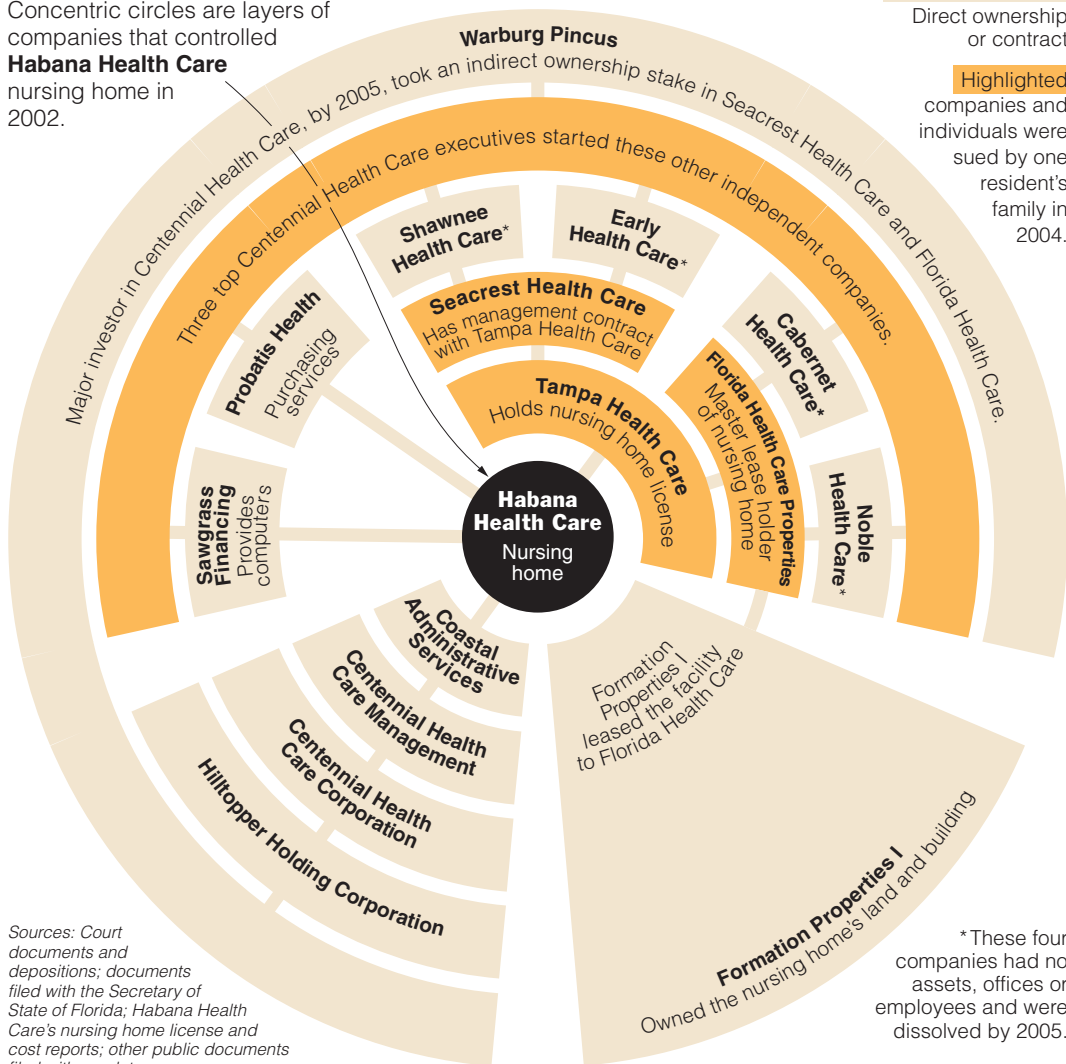 Concentric circles are layers of
companies that controlled
Habana Health Care
nursing home in
2002.
Direct ownership
or contract
Highlighted
companies and
individuals were
sued by one
resident's
family in
2004.
Warburg Pincus
Major investor in Centennial Health Care, by 2005, took an indirect ownership stake in Seacrest Health Care and Florida Health Care.
Three top Centennial Health Care executives started these other independent companies.
Shawnee
Health Care*
Early
Health Care*
Seacrest Health Care
Has management contract
with Tampa Health Care
Tampa Health Care
Holds nursing home license
Probatis Health
Purchasing
services
Sawgrass
Financing
Provides
computers
Cabernet
Health Care*
Florida Health Care Properties
Master lease holder
of nursing home
Noble
Health Care*
Habana
Health Care
Nursing
home
Coastal
Administrative
Services
Centennial Health
Care Management
Centennial Health
Care Corporation
Hilltopper Holding Corporation
Formation
Properties I
leased the facility
to Florida Health Care
Formation Properties I
Owned the nursing home's land and building
Sources: Court
documents and
depositions; documents
filed with the Secretary of
State of Florida; Habana Health
Care's nursing home license and
cost reports; other public documents
*These four
companies had no
assets, offices or
employees and were
dissolved by 2005.